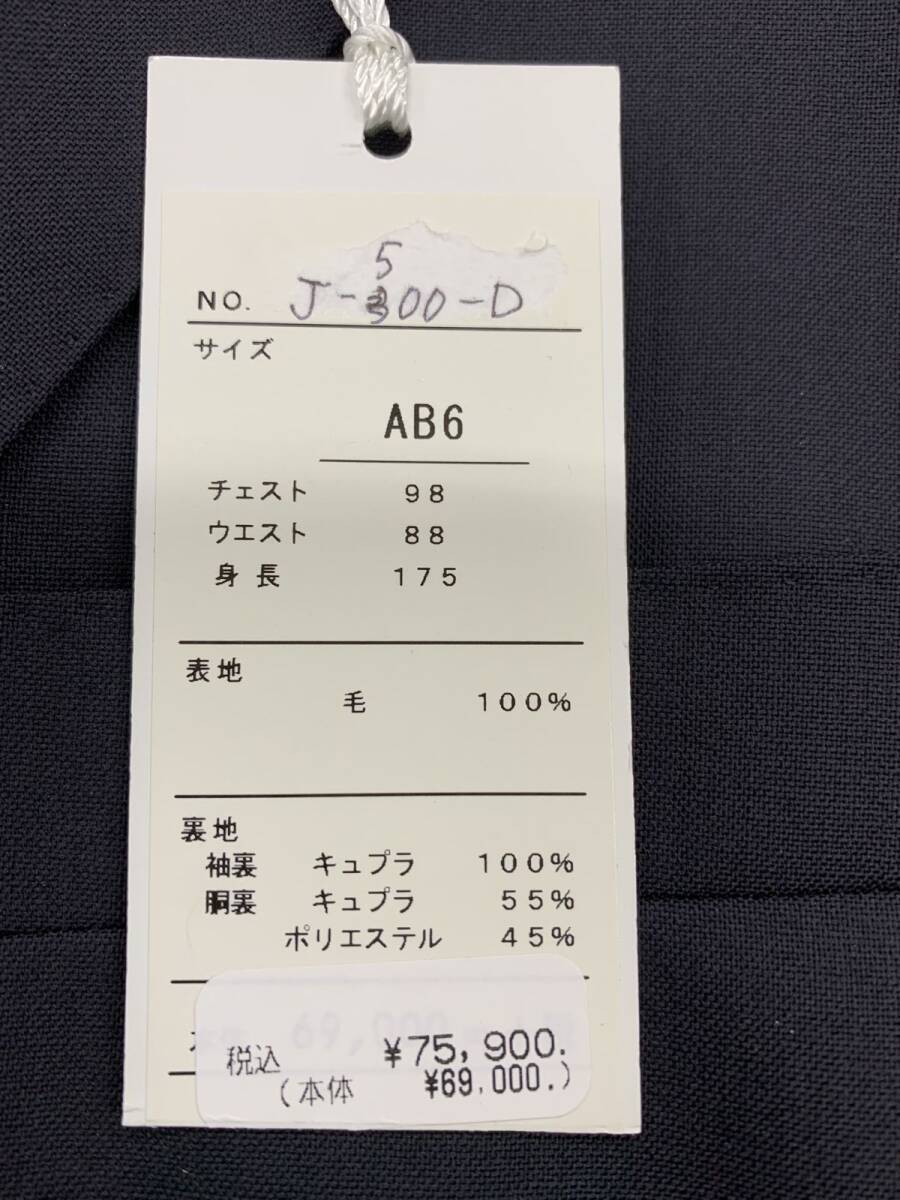 5
NO. J-300-D
サイズ
AB6
チェスト 98
ウエスト 88
身長 175
表地
毛 100%
裏地
袖裏 キュプラ 100%
胴裏 キュプラ 55%
ポリエステル 45%
69,000
税込 ¥75,900.
(本体 ¥69,000.)